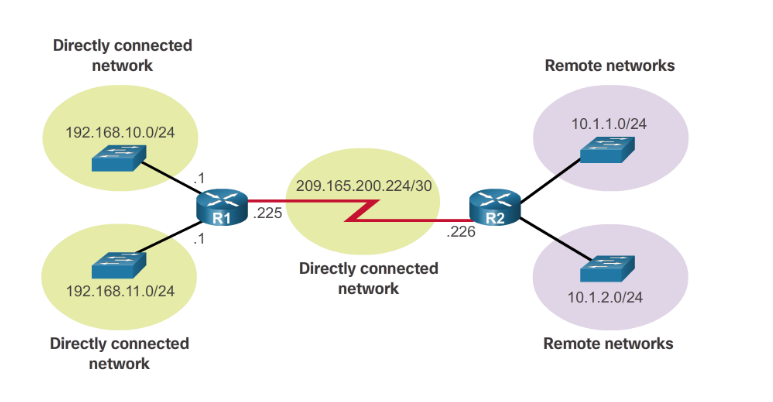 Directly connected
network
Remote networks
192.168.10.0/24
10.1.1.0/24
.1
209.165.200.224/30
R1
.225
R2
.226
.1
192.168.11.0/24
Directly connected
network
10.1.2.0/24
Directly connected
network
Remote networks